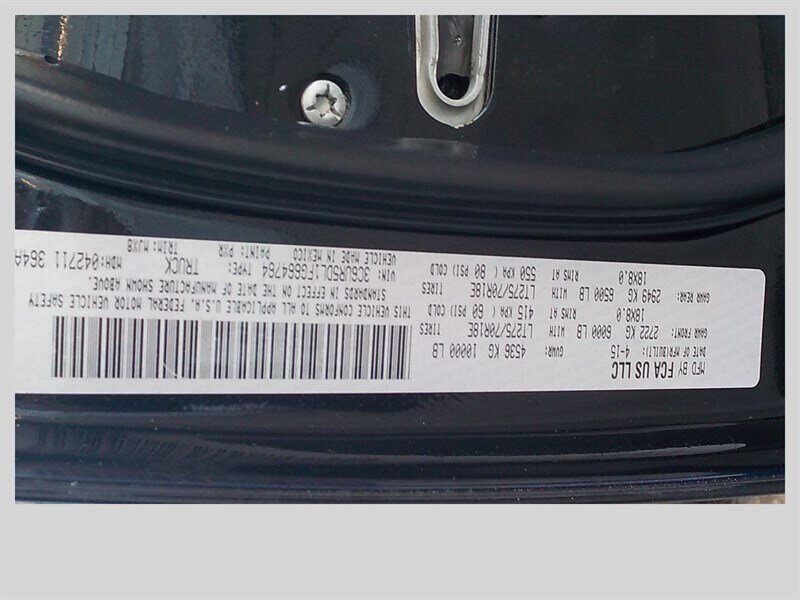 MFD BY FCA US LLC
DATE OF MFR(BUILT): 4-15 GVWR: 4536 KG 10000 LB
GAWR FRONT: 2722 KG 6000 LB WITH LT275/70R18E TIRES
18X8.0 RIMS AT 415 KPA ( 60 PSI) COLD
GAWR REAR: 2949 KG 6500 LB WITH LT275/70R18E TIRES
18X8.0 RIMS AT 550 KPA ( 80 PSI) COLD
THIS VEHICLE CONFORMS TO ALL APPLICABLE U.S.A. FEDERAL MOTOR VEHICLE SAFETY
STANDARDS IN EFFECT ON THE DATE OF MANUFACTURE SHOWN ABOVE.
VIN: 3C6UR5DL1FG664764 TYPE: TRUCK MDH:042711 364A
VEHICLE MADE IN MEXICO PAINT: PXR TRIM: MJX8